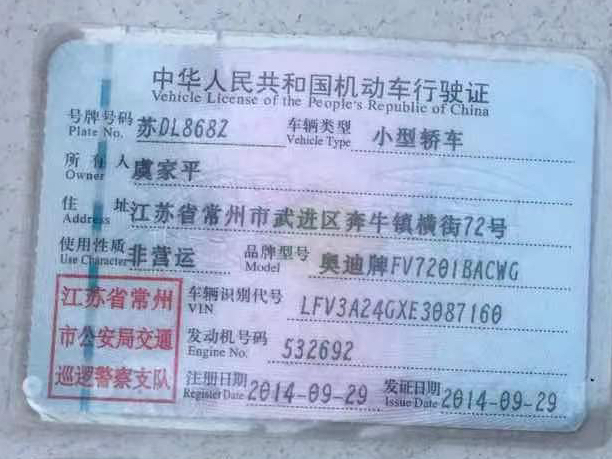 中华人民共和国机动车行驶证
Vehicle License of the People's Republic of China
号牌号码 苏DL868Z 车辆类型 小型轿车
Plate No. Vehicle Type
所有人 虞家平
Owner
住址 江苏省常州市武进区奔牛镇横街72号
Address
使用性质 非营运 品牌型号 奥迪牌FV7201BACWG
Use Character Model
江苏省常州 车辆识别代号 LFV3A24GXE3087160
VIN
市公安局交通 发动机号码 532692
Engine No.
巡逻警察支队 注册日期 2014-09-29 发证日期 2014-09-29
Register Date Issue Date